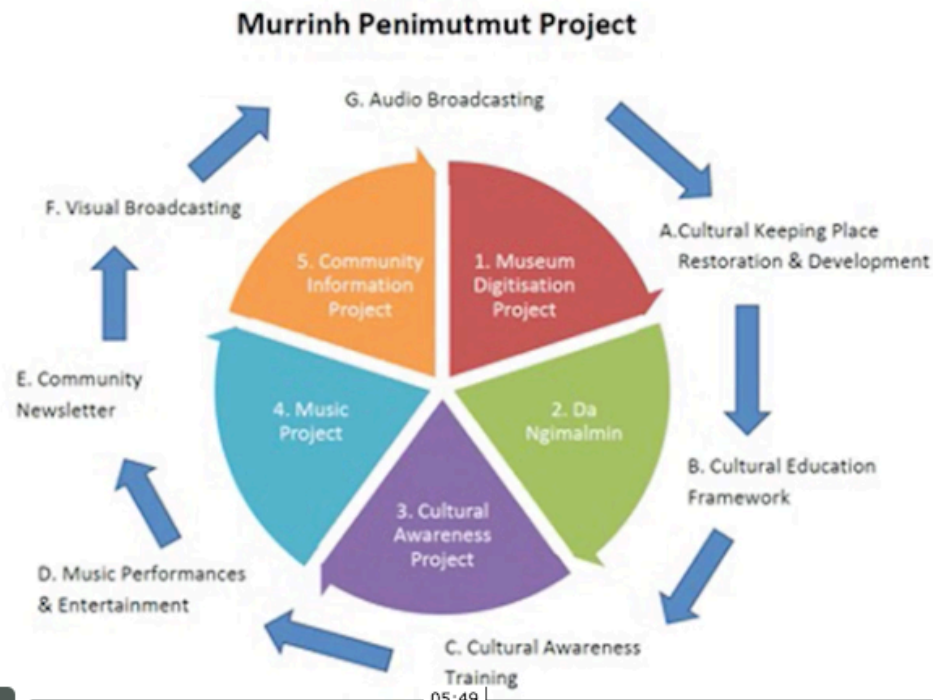 Murrinh Penimutmut Project
G. Audio Broadcasting
A.Cultural Keeping Place
Restoration & Development
B. Cultural Education
Framework
C. Cultural Awareness
Training
D. Music Performances
& Entertainment
E. Community
Newsletter
F. Visual Broadcasting
1. Museum
Digitisation
Project
2. Da
Ngimalmin
3. Cultural
Awareness
Project
4. Music
Project
5. Community
Information
Project
05:49